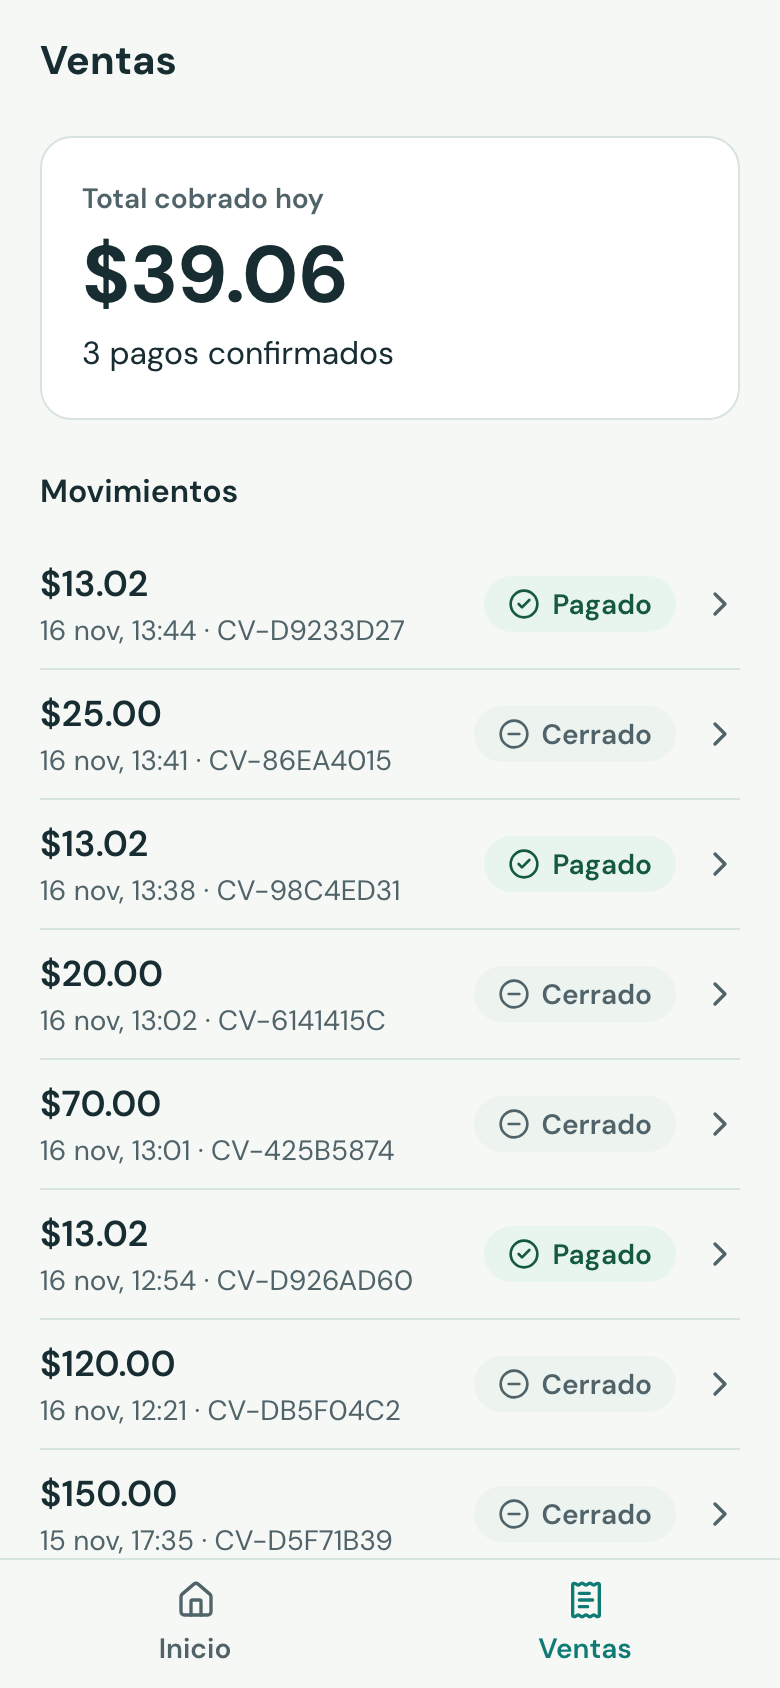 Ventas
Total cobrado hoy
$39.06
3 pagos confirmados
Movimientos
$13.02
16 nov, 13:44 · CV-D9233D27
Pagado
$25.00
16 nov, 13:41 · CV-86EA4015
Cerrado
$13.02
16 nov, 13:38 · CV-98C4ED31
Pagado
$20.00
16 nov, 13:02 · CV-6141415C
Cerrado
$70.00
16 nov, 13:01 · CV-425B5874
Cerrado
$13.02
16 nov, 12:54 · CV-D926AD60
Pagado
$120.00
16 nov, 12:21 · CV-DB5F04C2
Cerrado
$150.00
15 nov, 17:35 · CV-D5F71B39
Cerrado
Inicio
Ventas